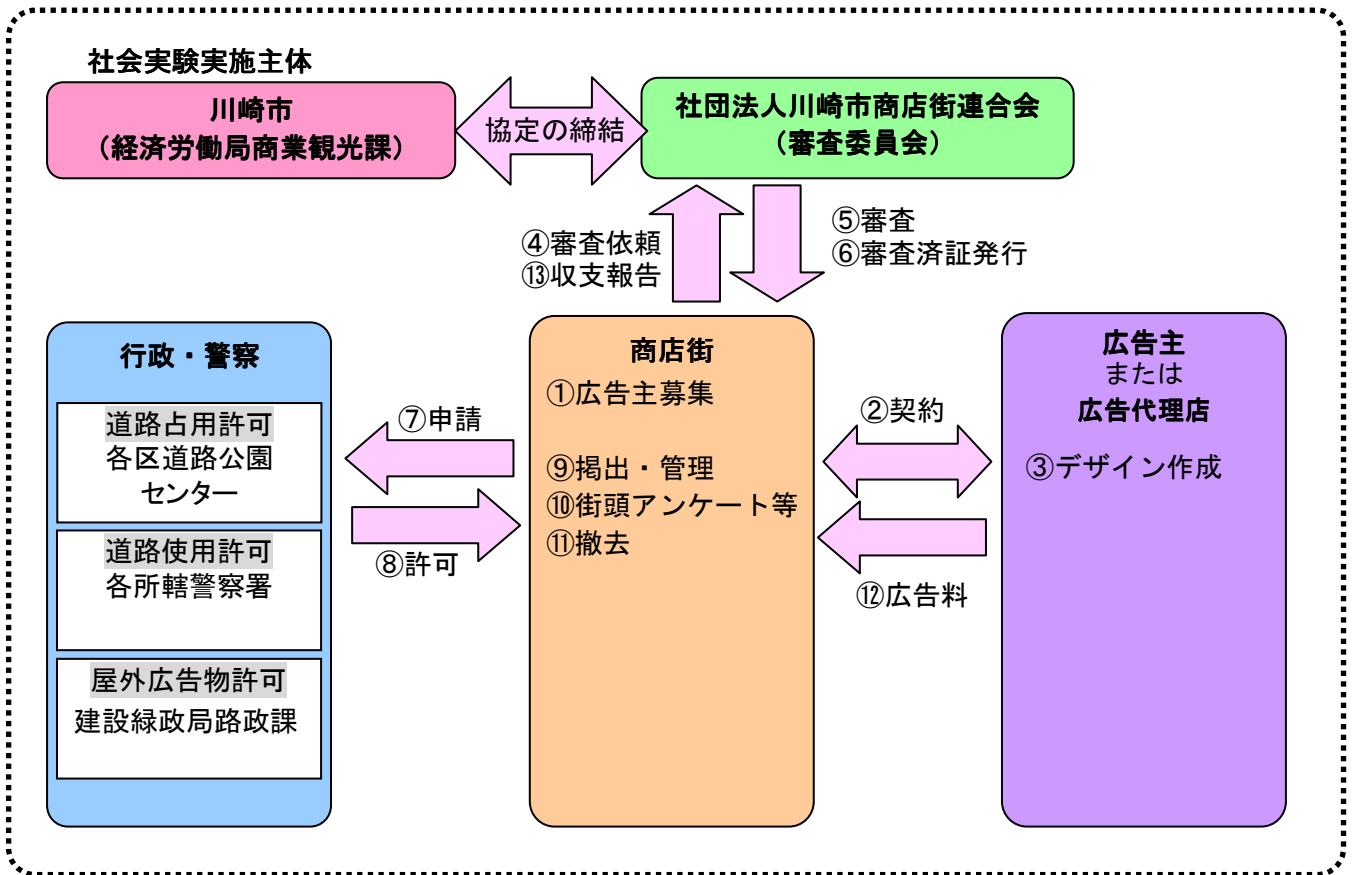 社会実験実施主体
川崎市
（経済労働局商業観光課）
協定の締結
社団法人川崎市商店街連合会
（審査委員会）
④審査依頼
⑬収支報告
⑤審査
⑥審査済証発行
行政・警察
道路占用許可
各区道路公園
センター
道路使用許可
各所轄警察署
屋外広告物許可
建設緑政局路政課
⑦申請
⑧許可
商店街
①広告主募集
⑨掲出・管理
⑩街頭アンケート等
⑪撤去
②契約
⑫広告料
広告主
または
広告代理店
③デザイン作成